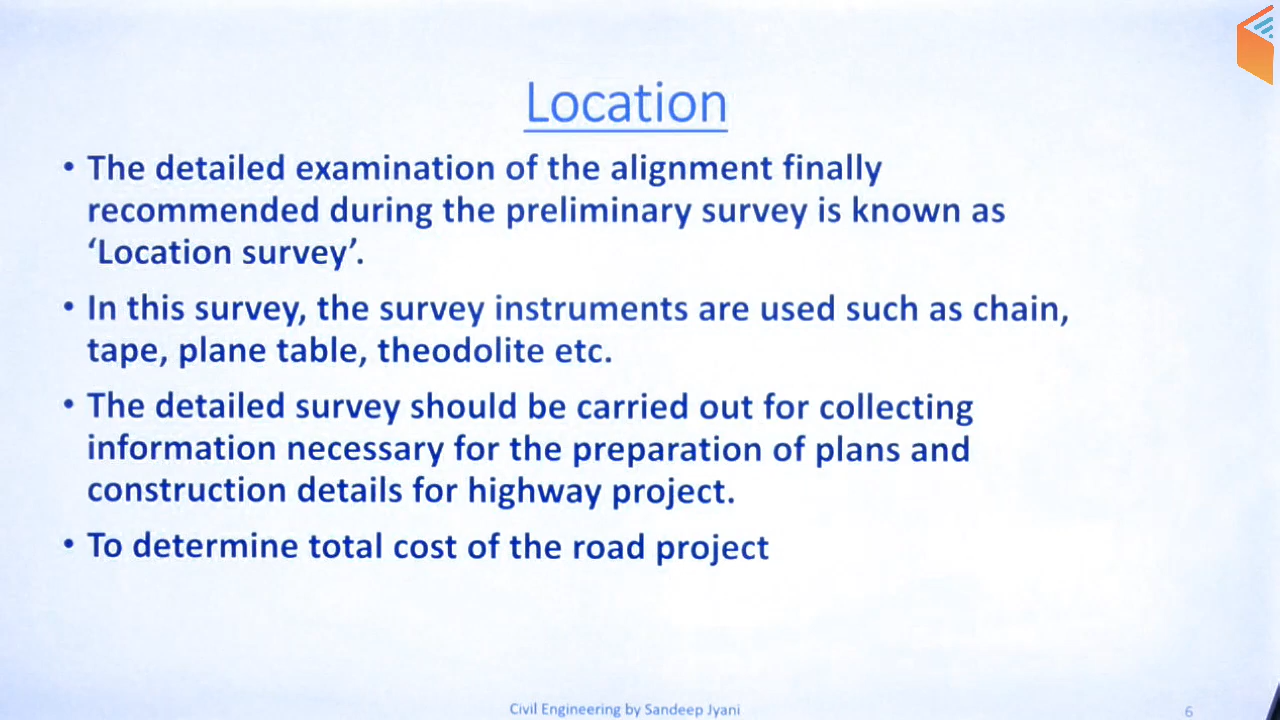 Location
• The detailed examination of the alignment finally
recommended during the preliminary survey is known as
‘Location survey’.
• In this survey, the survey instruments are used such as chain,
tape, plane table, theodolite etc.
• The detailed survey should be carried out for collecting
information necessary for the preparation of plans and
construction details for highway project.
• To determine total cost of the road project
Civil Engineering by Sandeep Jyani
6